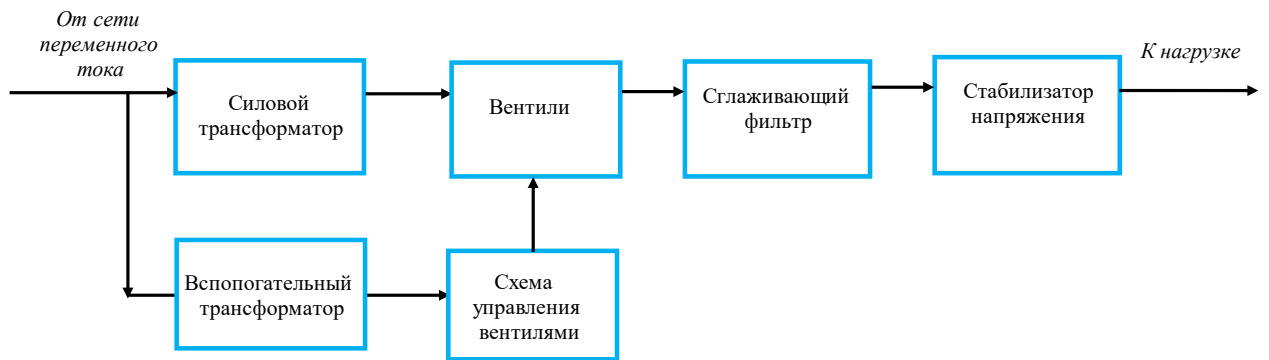 От сети
переменного
тока
К нагрузке
Силовой
трансформатор
Вентили
Сглаживающий
фильтр
Стабилизатор
напряжения
Вспопогательный
трансформатор
Схема
управления
вентилями